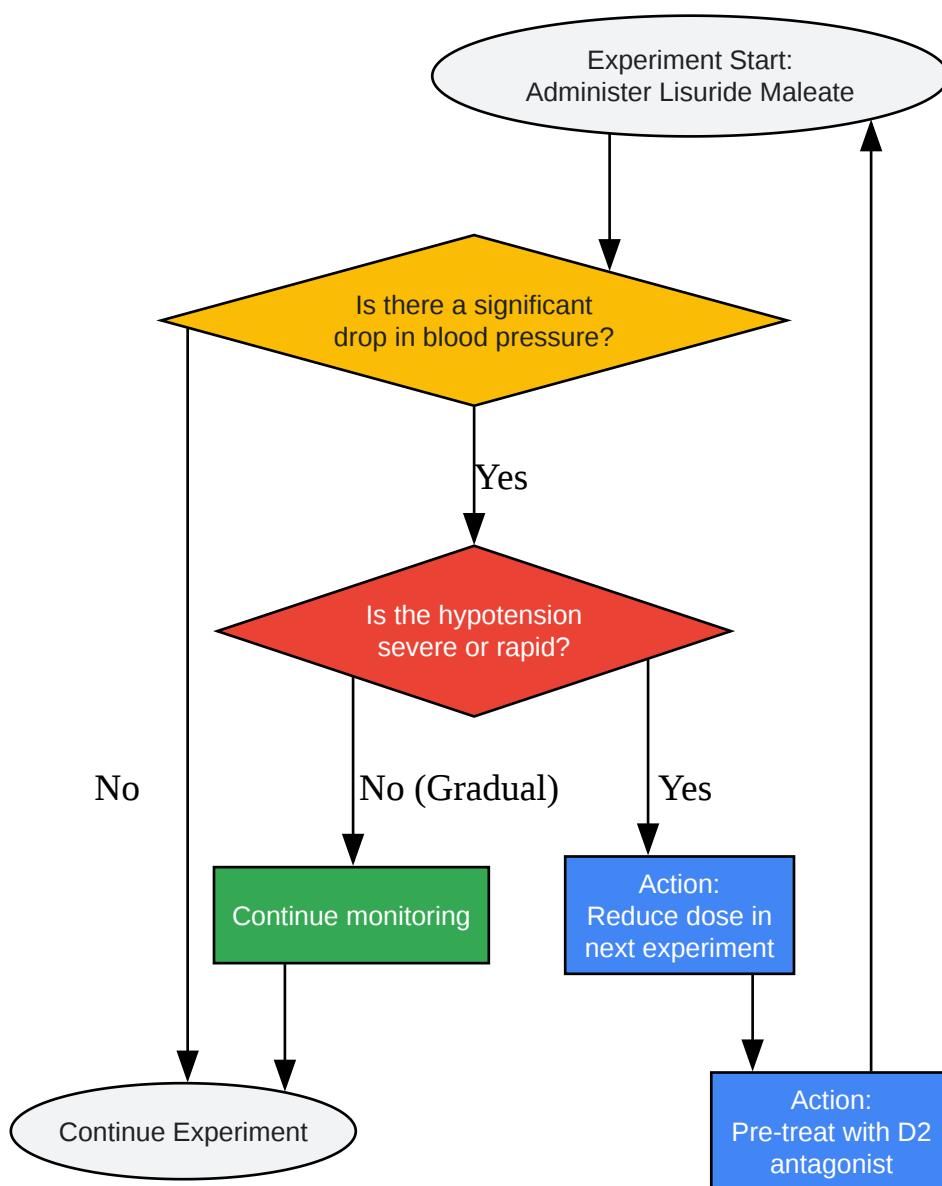 Experiment Start:
Administer Lisuride Maleate
Is there a significant
drop in blood pressure?
Yes
Is the hypotension
severe or rapid?
No
No (Gradual)
Yes
Continue monitoring
Action:
Reduce dose in
next experiment
Continue Experiment
Action:
Pre-treat with D2
antagonist